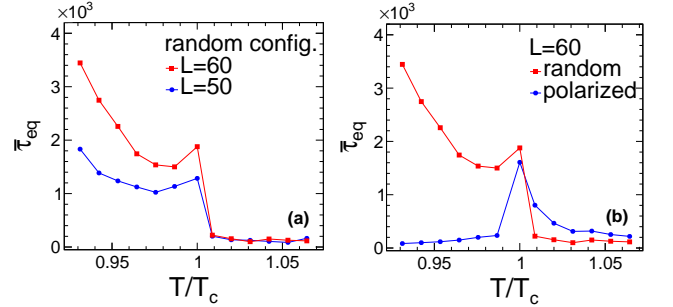 ×10³
4
3
2
1
0
τ̄eq
random config.
L=60
L=50
(a)
0.95 1 1.05
T/Tc
×10³
4
3
2
1
0
τ̄eq
L=60
random
polarized
(b)
0.95 1 1.05
T/Tc